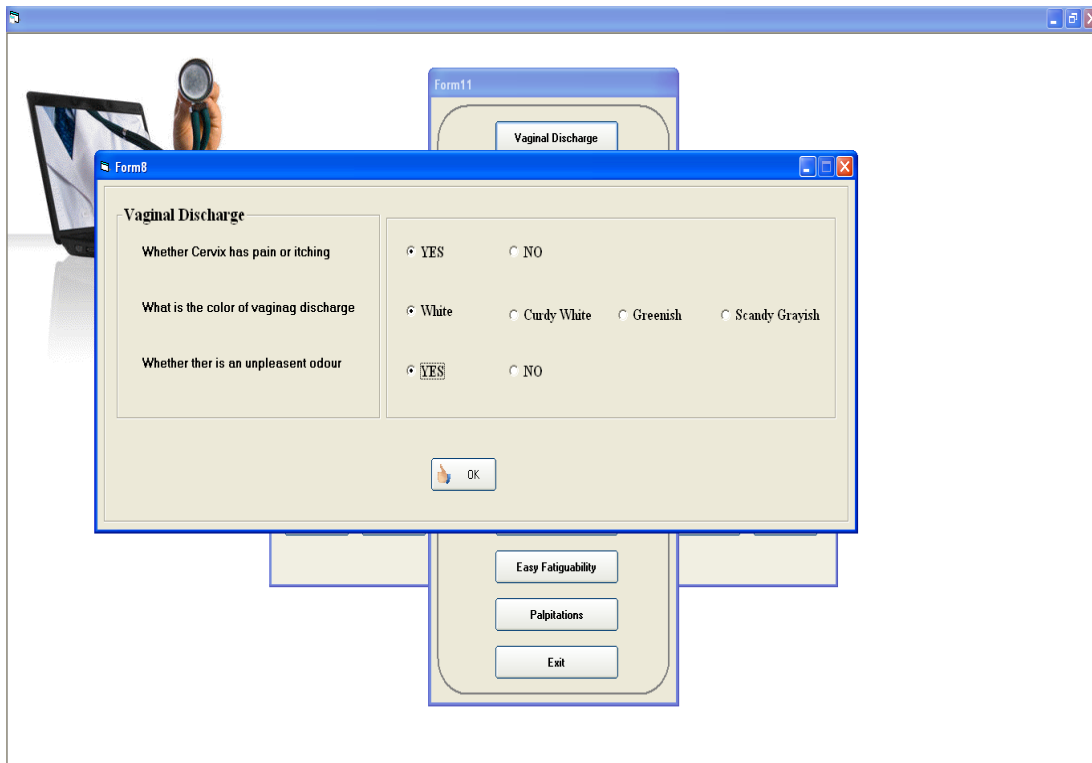 Form11
Vaginal Discharge
Form8
Vaginal Discharge
Whether Cervix has pain or itching YES NO
What is the color of vaginag discharge White Curdy White Greenish Scandy Grayish
Whether ther is an unpleasent odour YES NO
OK
Easy Fatiguability
Palpitations
Exit